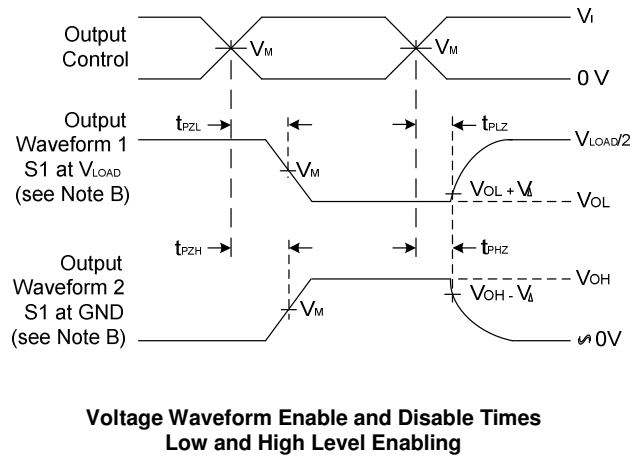 Output
Control
VM
VM
VI
0 V
Output
Waveform 1
S1 at VLOAD
(see Note B)
tPZL
tPLZ
VLOAD/2
VM
VOL + VΔ
VOL
Output
Waveform 2
S1 at GND
(see Note B)
tPZH
tPHZ
VOH
VM
VOH - VΔ
∽0V
Voltage Waveform Enable and Disable Times
Low and High Level Enabling